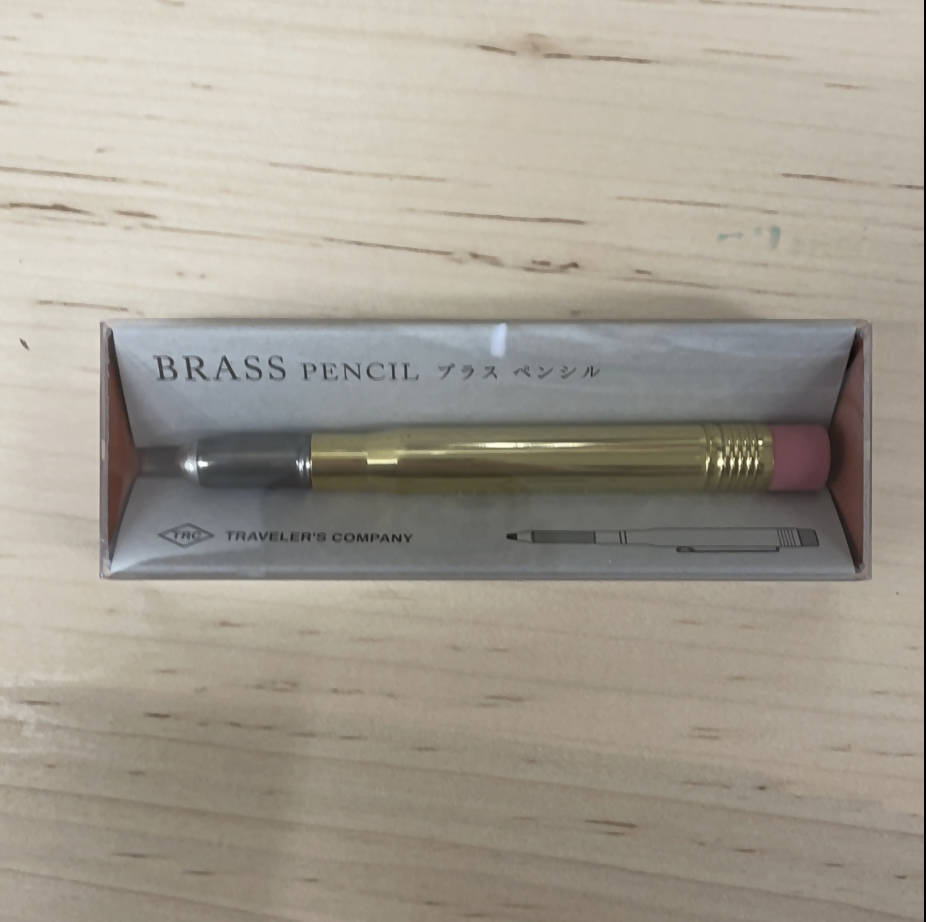 BRASS PENCIL ブラス ペンシル
TRC TRAVELER'S COMPANY